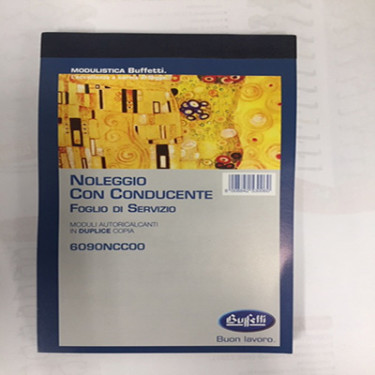 MODULISTICA Buffetti.
NOLEGGIO
CON CONDUCENTE
FOGLIO DI SERVIZIO
MODULI AUTORICALCANTI
IN DUPLICE COPIA
6090NCC00
Buffetti
Buon lavoro.